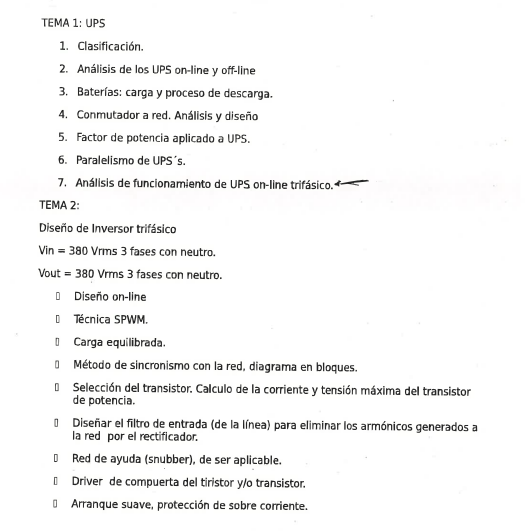 TEMA 1: UPS
1. Clasificación.
2. Análisis de los UPS on-line y off-line
3. Baterías: carga y proceso de descarga.
4. Conmutador a red. Análisis y diseño
5. Factor de potencia aplicado a UPS.
6. Paralelismo de UPS´s.
7. Análisis de funcionamiento de UPS on-line trifásico.
TEMA 2:
Diseño de Inversor trifásico
Vin = 380 Vrms 3 fases con neutro.
Vout = 380 Vrms 3 fases con neutro.
Diseño on-line
Técnica SPWM.
Carga equilibrada.
Método de sincronismo con la red, diagrama en bloques.
Selección del transistor. Calculo de la corriente y tensión máxima del transistor
de potencia.
Diseñar el filtro de entrada (de la línea) para eliminar los armónicos generados a
la red por el rectificador.
Red de ayuda (snubber), de ser aplicable.
Driver de compuerta del tiristor y/o transistor.
Arranque suave, protección de sobre corriente.